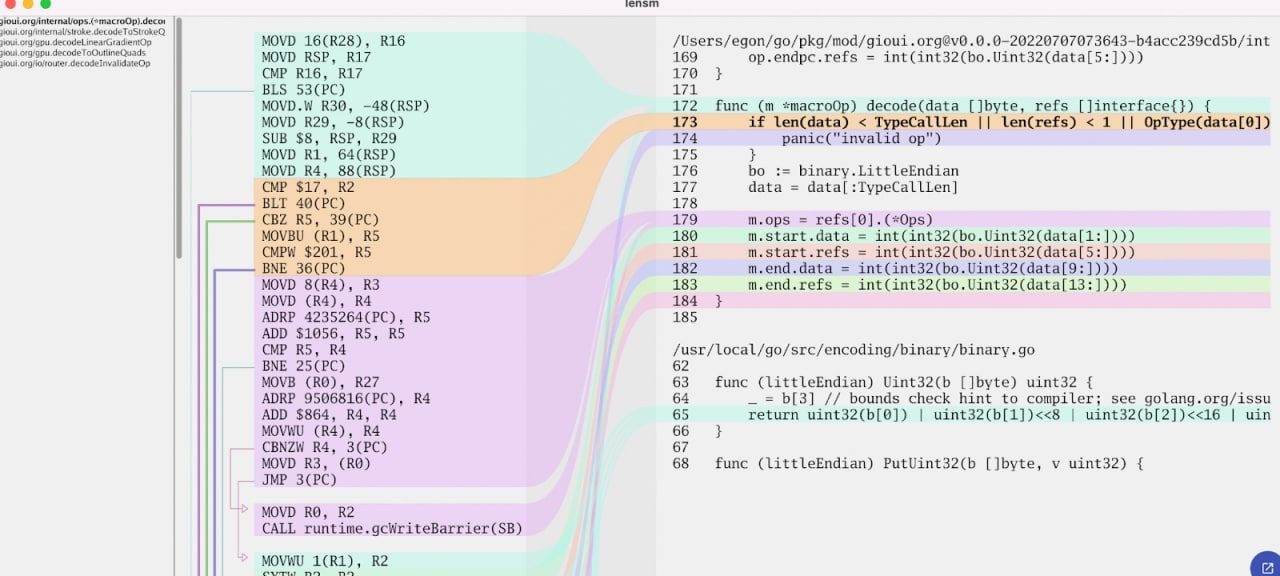 lensm
gioui.org/internal/ops.(*macroOp).decod
gioui.org/internal/stroke.decodeToStrokeQ
gioui.org/gpu.decodeLinearGradientOp
gioui.org/gpu.decodeToOutlineQuads
gioui.org/io/router.decodeInvalidateOp
MOVD 16(R28), R16
MOVD RSP, R17
CMP R16, R17
BLS 53(PC)
MOVD.W R30, -48(RSP)
MOVD R29, -8(RSP)
SUB $8, RSP, R29
MOVD R1, 64(RSP)
MOVD R4, 88(RSP)
CMP $17, R2
BLT 40(PC)
CBZ R5, 39(PC)
MOVBU (R1), R5
CMPW $201, R5
BNE 36(PC)
MOVD 8(R4), R3
MOVD (R4), R4
ADRP 4235264(PC), R5
ADD $1056, R5, R5
CMP R5, R4
BNE 25(PC)
MOVB (R0), R27
ADRP 9506816(PC), R4
ADD $864, R4, R4
MOVWU (R4), R4
CBNZW R4, 3(PC)
MOVD R3, (R0)
JMP 3(PC)
MOVD R0, R2
CALL runtime.gcWriteBarrier(SB)
MOVWU 1(R1), R2
SXTW R2, R2
/Users/egon/go/pkg/mod/gioui.org@v0.0.0-20220707073643-b4acc239cd5b/int
169 op.endpc.refs = int(int32(bo.Uint32(data[5:])))
170 }
171
172 func (m *macroOp) decode(data []byte, refs []interface{}) {
173 if len(data) < TypeCallLen || len(refs) < 1 || OpType(data[0])
174 panic("invalid op")
175 }
176 bo := binary.LittleEndian
177 data = data[:TypeCallLen]
178
179 m.ops = refs[0].(*Ops)
180 m.start.data = int(int32(bo.Uint32(data[1:])))
181 m.start.refs = int(int32(bo.Uint32(data[5:])))
182 m.end.data = int(int32(bo.Uint32(data[9:])))
183 m.end.refs = int(int32(bo.Uint32(data[13:])))
184 }
185
/usr/local/go/src/encoding/binary/binary.go
62
63 func (littleEndian) Uint32(b []byte) uint32 {
64 _ = b[3] // bounds check hint to compiler; see golang.org/issu
65 return uint32(b[0]) | uint32(b[1])<<8 | uint32(b[2])<<16 | uin
66 }
67
68 func (littleEndian) PutUint32(b []byte, v uint32) {